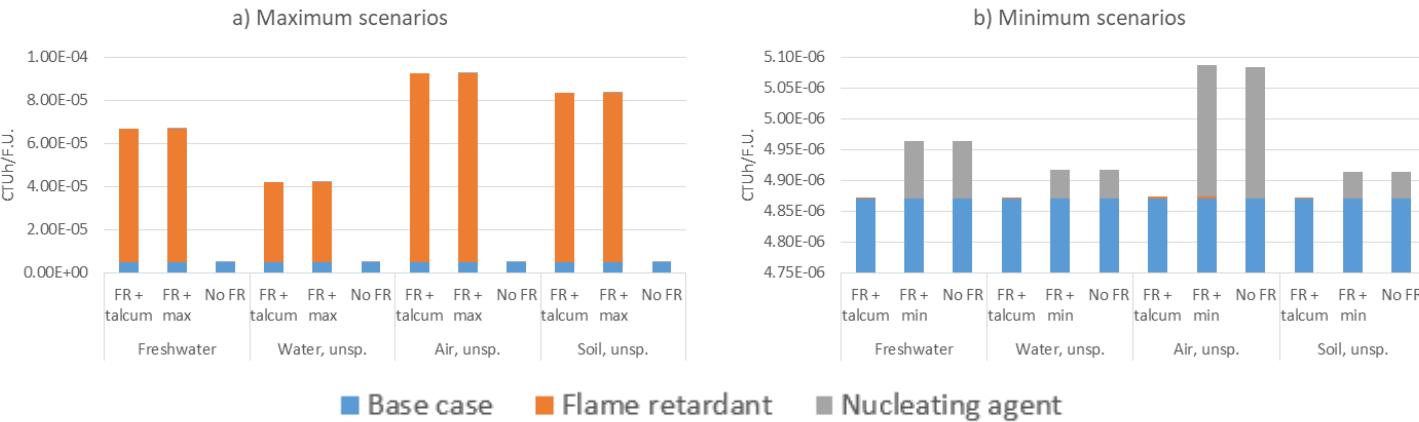 a) Maximum scenarios
CTUh/F.U.
1.00E-04
8.00E-05
6.00E-05
4.00E-05
2.00E-05
0.00E+00
FR + talcum
FR + max
No FR
FR + talcum
FR + max
No FR
FR + talcum
FR + max
No FR
FR + talcum
FR + max
No FR
Freshwater
Water, unsp.
Air, unsp.
Soil, unsp.
b) Minimum scenarios
CTUh/F.U.
5.10E-06
5.05E-06
5.00E-06
4.95E-06
4.90E-06
4.85E-06
4.80E-06
4.75E-06
FR + talcum
FR + min
No FR
FR + talcum
FR + min
No FR
FR + talcum
FR + min
No FR
FR + talcum
FR + min
No FR
Freshwater
Water, unsp.
Air, unsp.
Soil, unsp.
Base case
Flame retardant
Nucleating agent